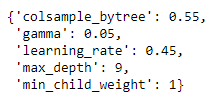 {'colsample_bytree': 0.55,
'gamma': 0.05,
'learning_rate': 0.45,
'max_depth': 9,
'min_child_weight': 1}